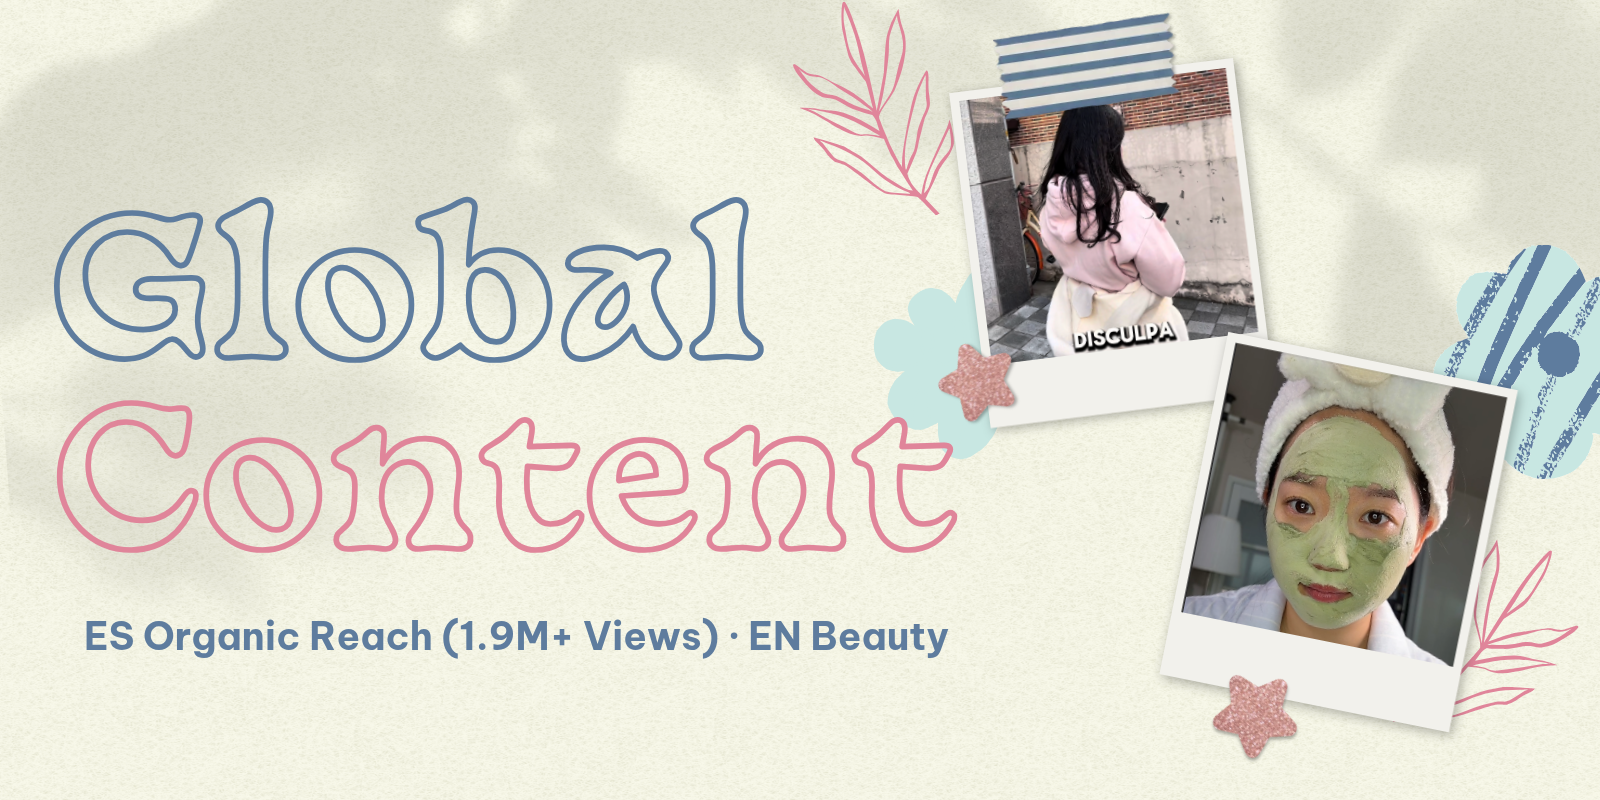 Global
Content
ES Organic Reach (1.9M+ Views) · EN Beauty
DISCULPA